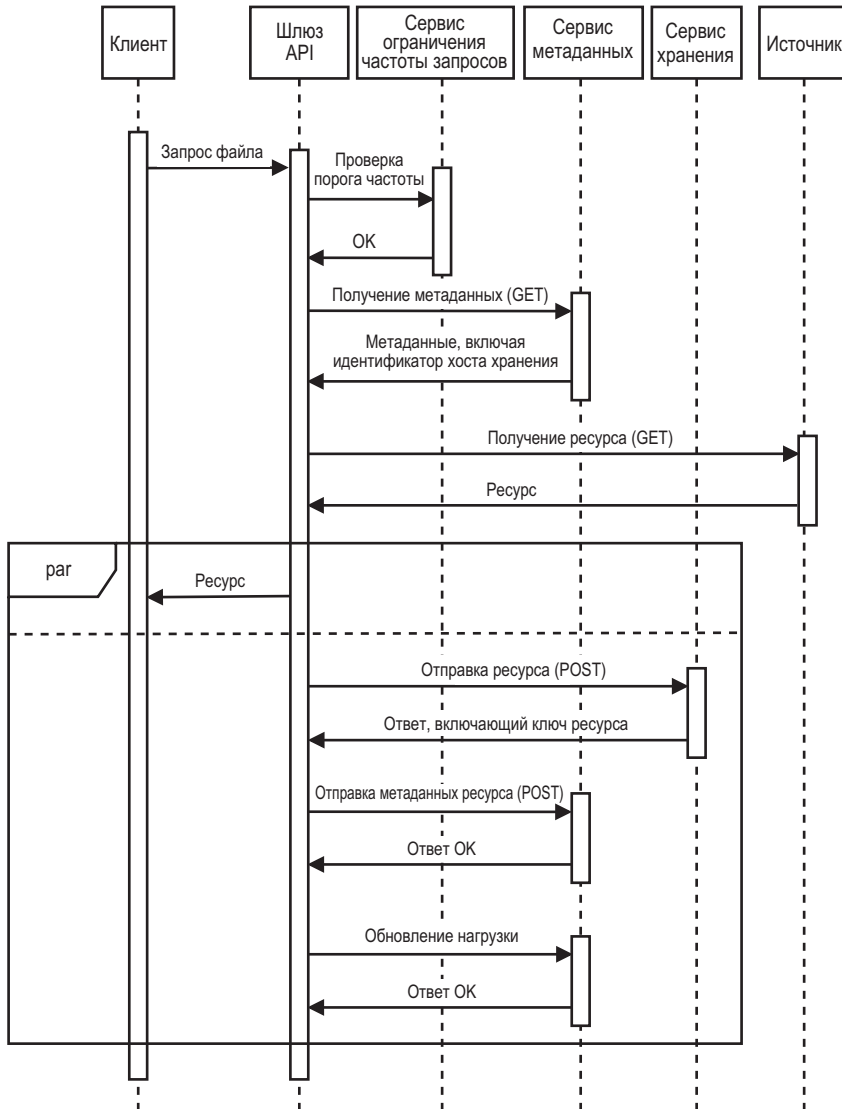 Клиент
Шлюз
API
Сервис
ограничения
частоты запросов
Сервис
метаданных
Сервис
хранения
Источник
Запрос файла
Проверка
порога частоты
OK
Получение метаданных (GET)
Метаданные, включая
идентификатор хоста хранения
Получение ресурса (GET)
Ресурс
par
Ресурс
Отправка ресурса (POST)
Ответ, включающий ключ ресурса
Отправка метаданных ресурса (POST)
Ответ OK
Обновление нагрузки
Ответ OK